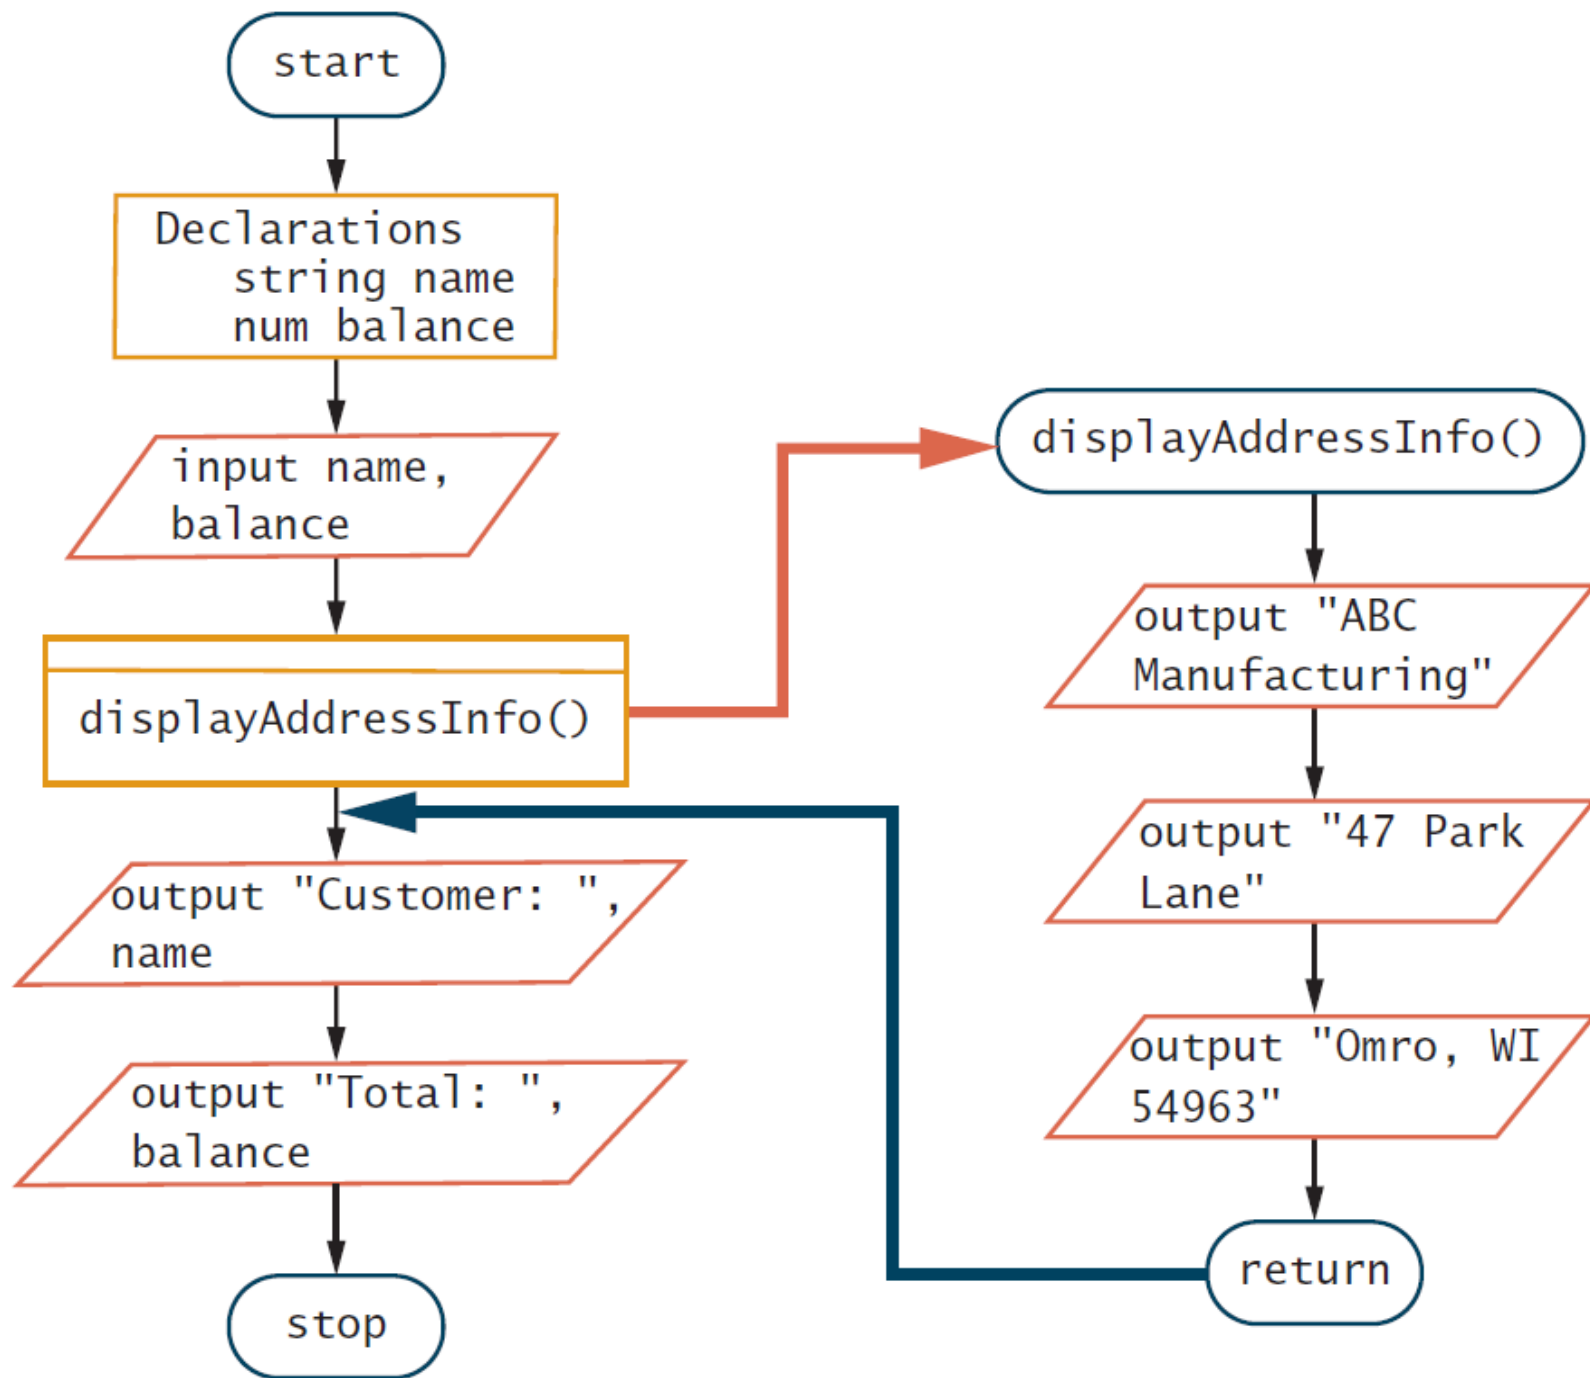 start
Declarations
string name
num balance
input name,
balance
displayAddressInfo()
output "Customer: ",
name
output "Total: ",
balance
stop
displayAddressInfo()
output "ABC
Manufacturing"
output "47 Park
Lane"
output "Omro, WI
54963"
return